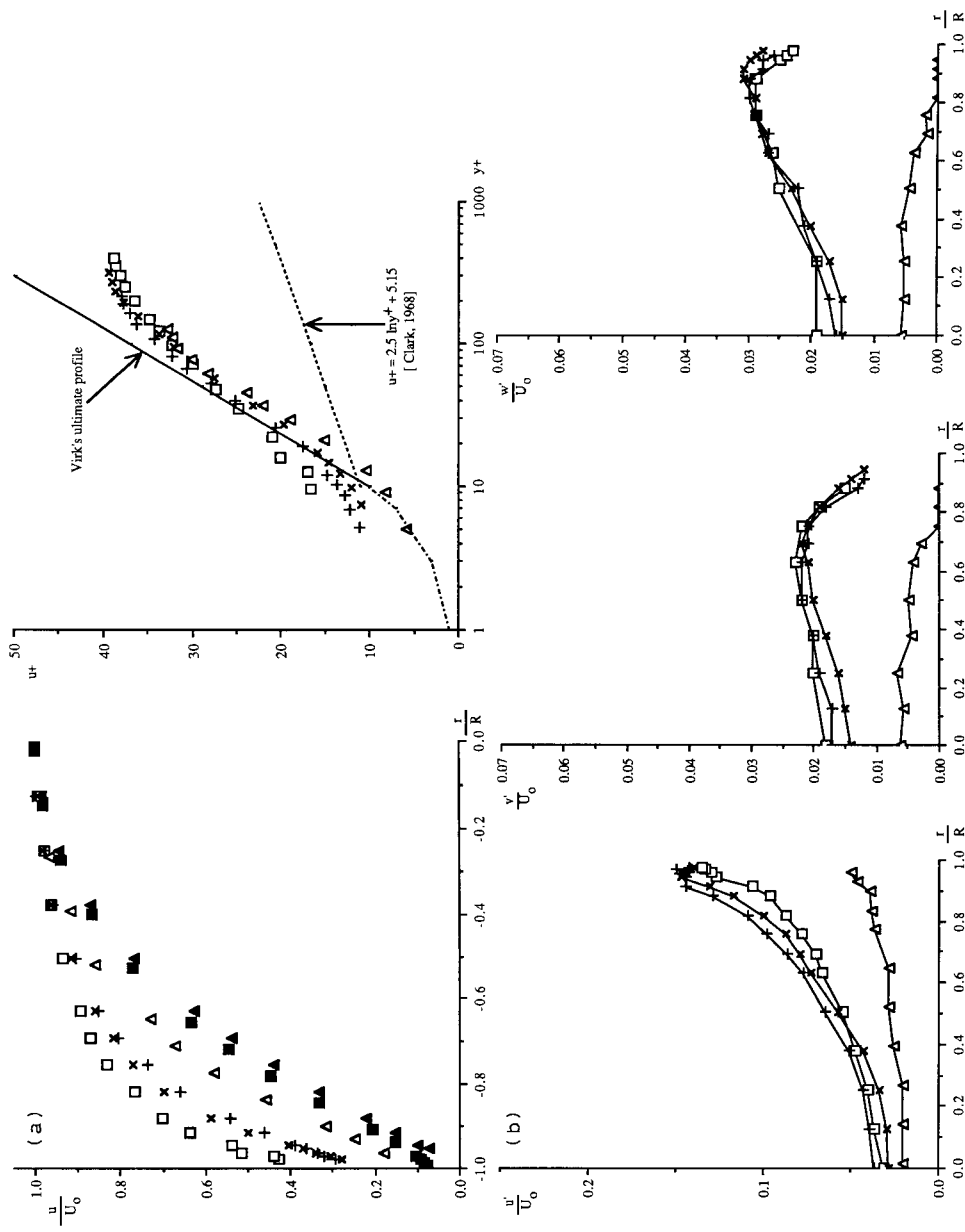 ( a )
u
U o
1.0
0.8
0.6
0.4
0.2
0.0
-1.0
-0.8
-0.6
-0.4
-0.2
0.0
r
R
50
u+
40
30
20
10
0
1
10
100
1000
y+
Virk's ultimate profile
u+ = 2.5 lny+ + 5.15
[ Clark, 1968]
( b )
u'
U o
0.2
0.1
0.0
0.0
0.2
0.4
0.6
0.8
1.0
r
R
0.07
v'
U o
0.06
0.05
0.04
0.03
0.02
0.01
0.00
0.0
0.2
0.4
0.6
0.8
1.0
r
R
0.07
w'
U o
0.06
0.05
0.04
0.03
0.02
0.01
0.00
0.0
0.2
0.4
0.6
0.8
1.0
r
R